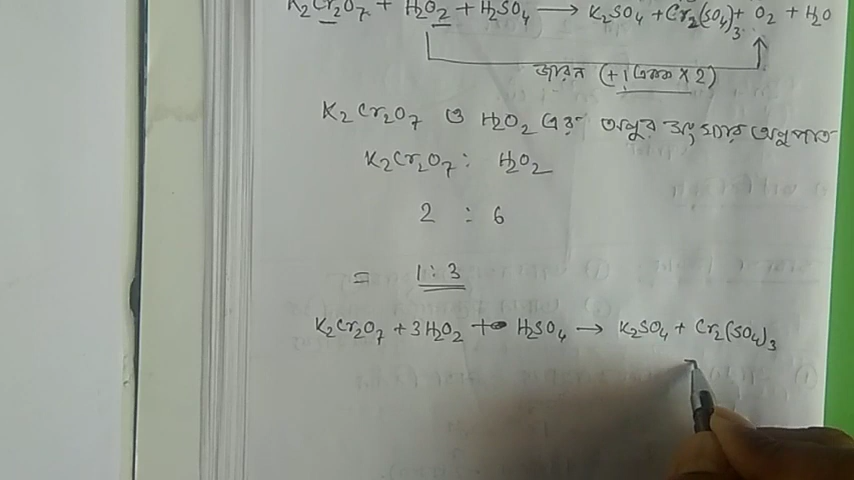 K₂Cr₂O₇ + H₂O₂ + H₂SO₄ → K₂SO₄ + Cr₂(SO₄)₃ + O₂ + H₂O
জারন (+1 একক × 2)
K₂Cr₂O₇ ও H₂O₂ এর অণুর সংখ্যার অনুপাত
K₂Cr₂O₇ : H₂O₂
2 : 6
= 1 : 3
K₂Cr₂O₇ + 3H₂O₂ + H₂SO₄ → K₂SO₄ + Cr₂(SO₄)₃